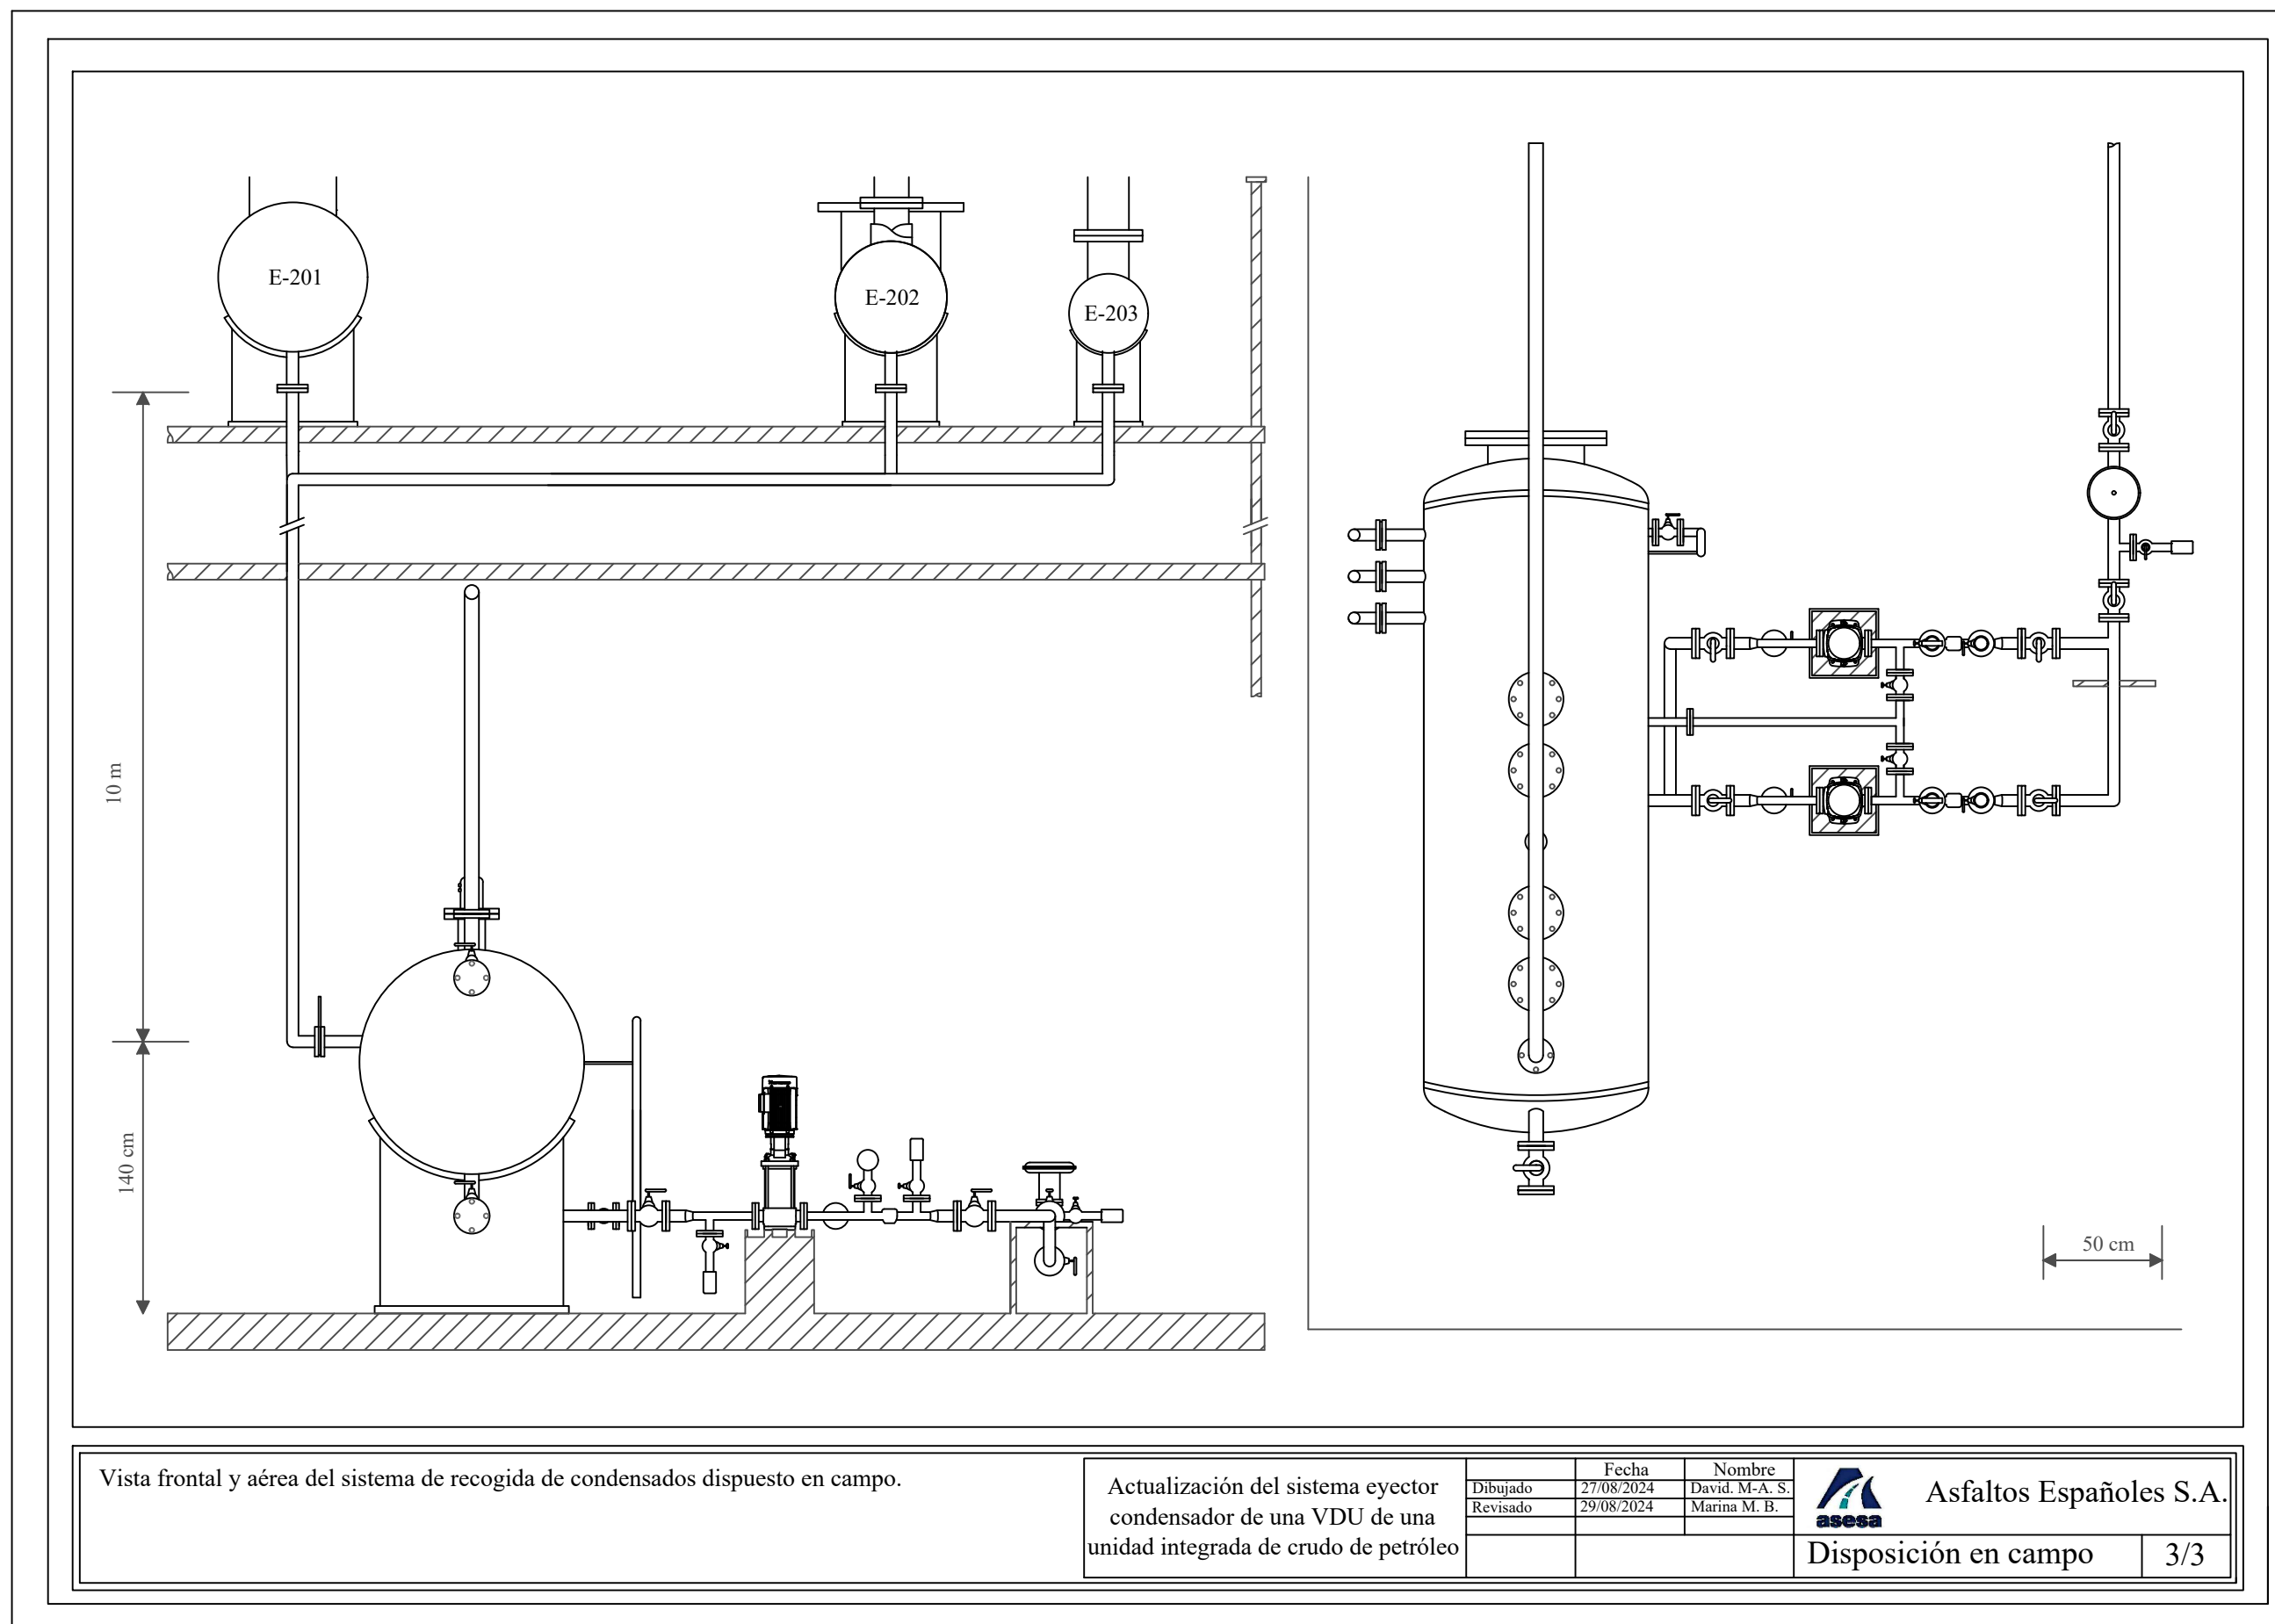 E-201
E-202
E-203
10 m
140 cm
50 cm
Vista frontal y aérea del sistema de recogida de condensados dispuesto en campo.
Actualización del sistema eyector
condensador de una VDU de una
unidad integrada de crudo de petróleo
Fecha Nombre
Dibujado 27/08/2024 David. M-A. S.
Revisado 29/08/2024 Marina M. B.
asesa
Asfaltos Españoles S.A.
Disposición en campo 3/3